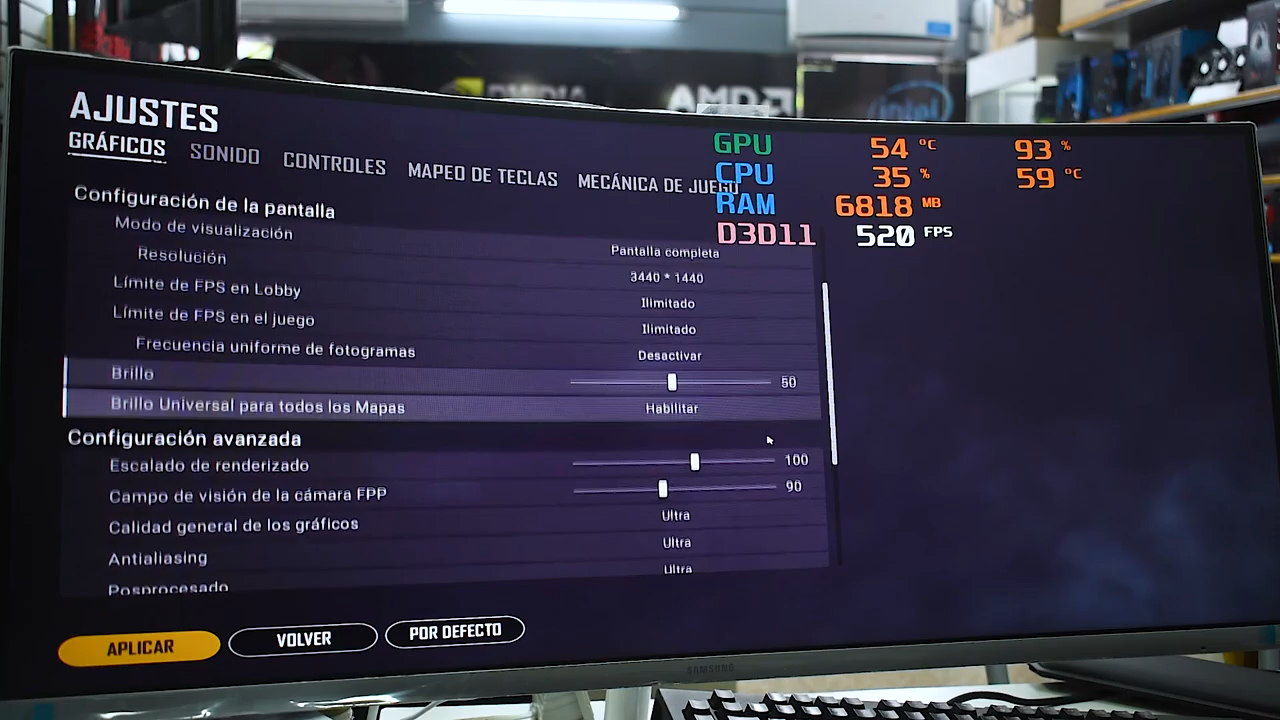 NVIDIA
AMD
intel
AJUSTES
GRÁFICOS SONIDO CONTROLES MAPEO DE TECLAS MECÁNICA DE JUEGO
GPU 54 °C 93 %
CPU 35 % 59 °C
RAM 6818 MB
D3D11 520 FPS
Configuración de la pantalla
Modo de visualización Pantalla completa
Resolución 3440 * 1440
Límite de FPS en Lobby Ilimitado
Límite de FPS en el juego Ilimitado
Frecuencia uniforme de fotogramas Desactivar
Brillo 50
Brillo Universal para todos los Mapas Habilitar
Configuración avanzada
Escalado de renderizado 100
Campo de visión de la cámara FPP 90
Calidad general de los gráficos Ultra
Antialiasing Ultra
Posprocesado Ultra
APLICAR VOLVER POR DEFECTO
SAMSUNG